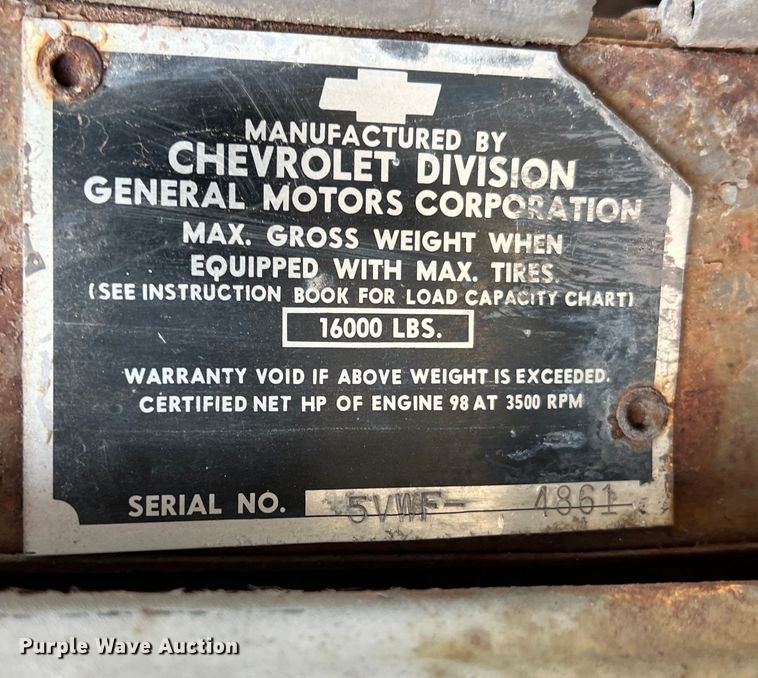 MANUFACTURED BY
CHEVROLET DIVISION
GENERAL MOTORS CORPORATION
MAX. GROSS WEIGHT WHEN
EQUIPPED WITH MAX. TIRES.
(SEE INSTRUCTION BOOK FOR LOAD CAPACITY CHART)
16000 LBS.
WARRANTY VOID IF ABOVE WEIGHT IS EXCEEDED.
CERTIFIED NET HP OF ENGINE 98 AT 3500 RPM
SERIAL NO. 5VWF- 4861
Purple Wave Auction